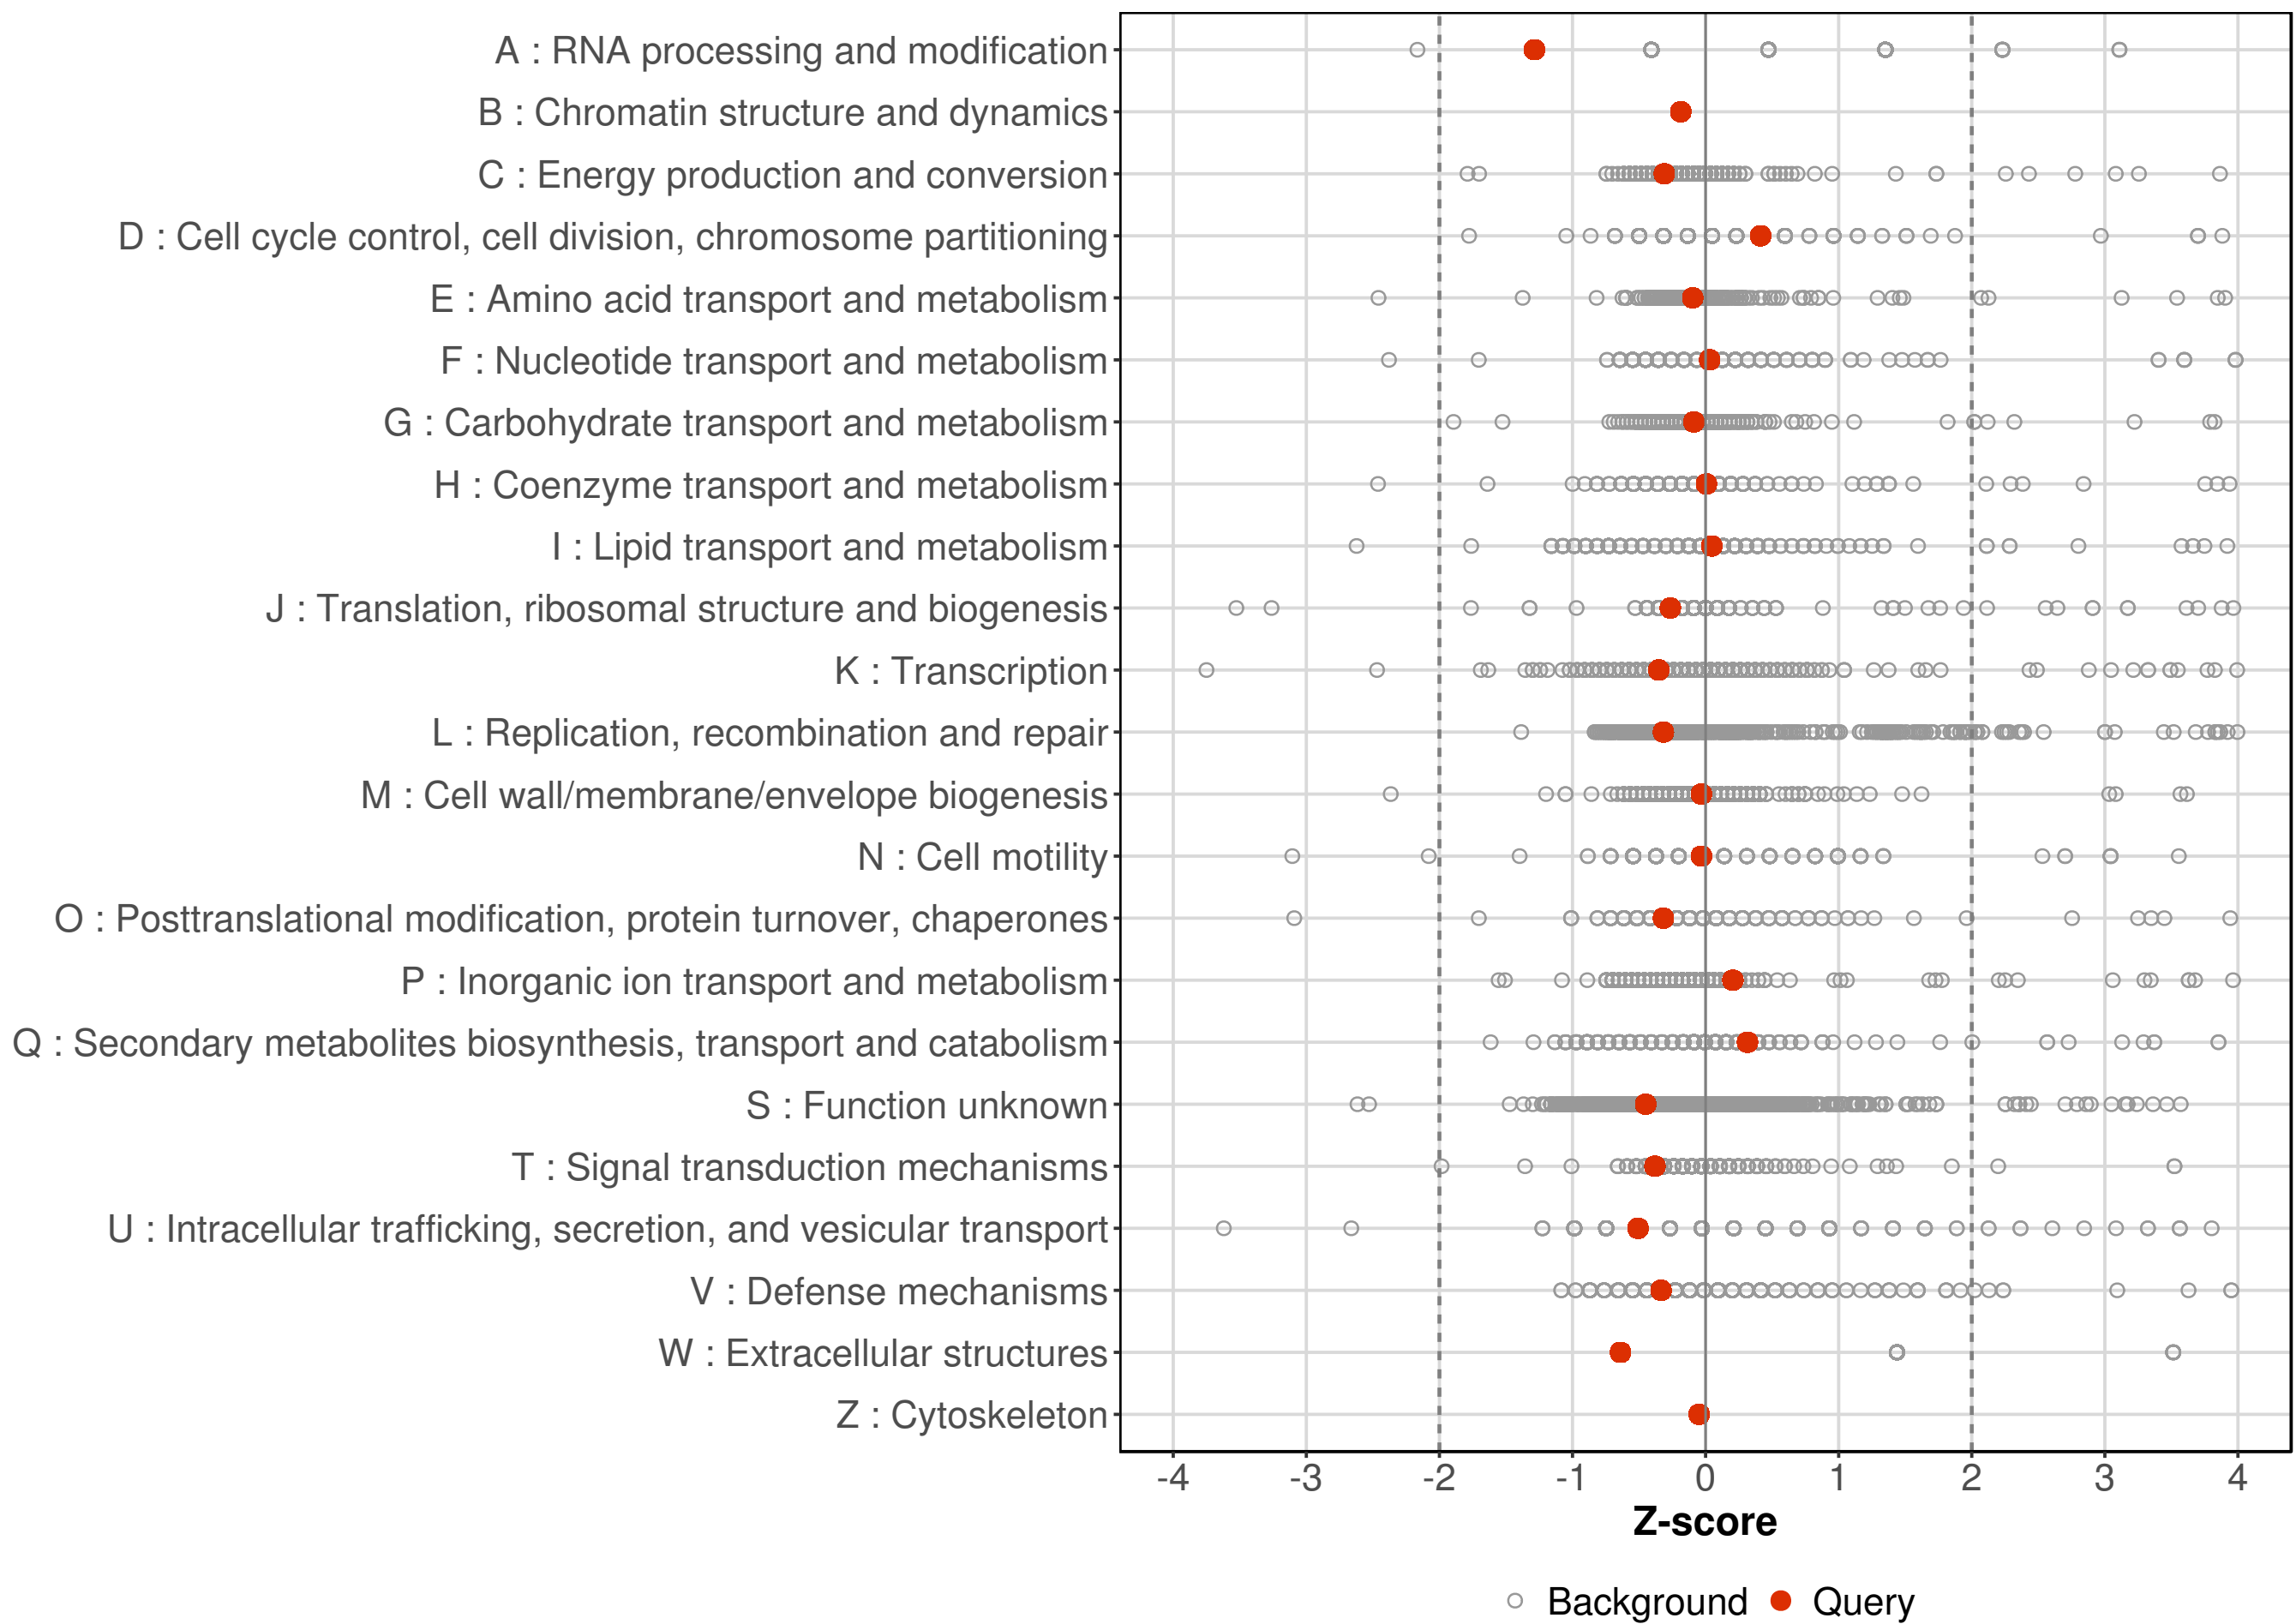 A : RNA processing and modification
B : Chromatin structure and dynamics
C : Energy production and conversion
D : Cell cycle control, cell division, chromosome partitioning
E : Amino acid transport and metabolism
F : Nucleotide transport and metabolism
G : Carbohydrate transport and metabolism
H : Coenzyme transport and metabolism
I : Lipid transport and metabolism
J : Translation, ribosomal structure and biogenesis
K : Transcription
L : Replication, recombination and repair
M : Cell wall/membrane/envelope biogenesis
N : Cell motility
O : Posttranslational modification, protein turnover, chaperones
P : Inorganic ion transport and metabolism
Q : Secondary metabolites biosynthesis, transport and catabolism
S : Function unknown
T : Signal transduction mechanisms
U : Intracellular trafficking, secretion, and vesicular transport
V : Defense mechanisms
W : Extracellular structures
Z : Cytoskeleton
-4 -3 -2 -1 0 1 2 3 4
Z-score
Background Query